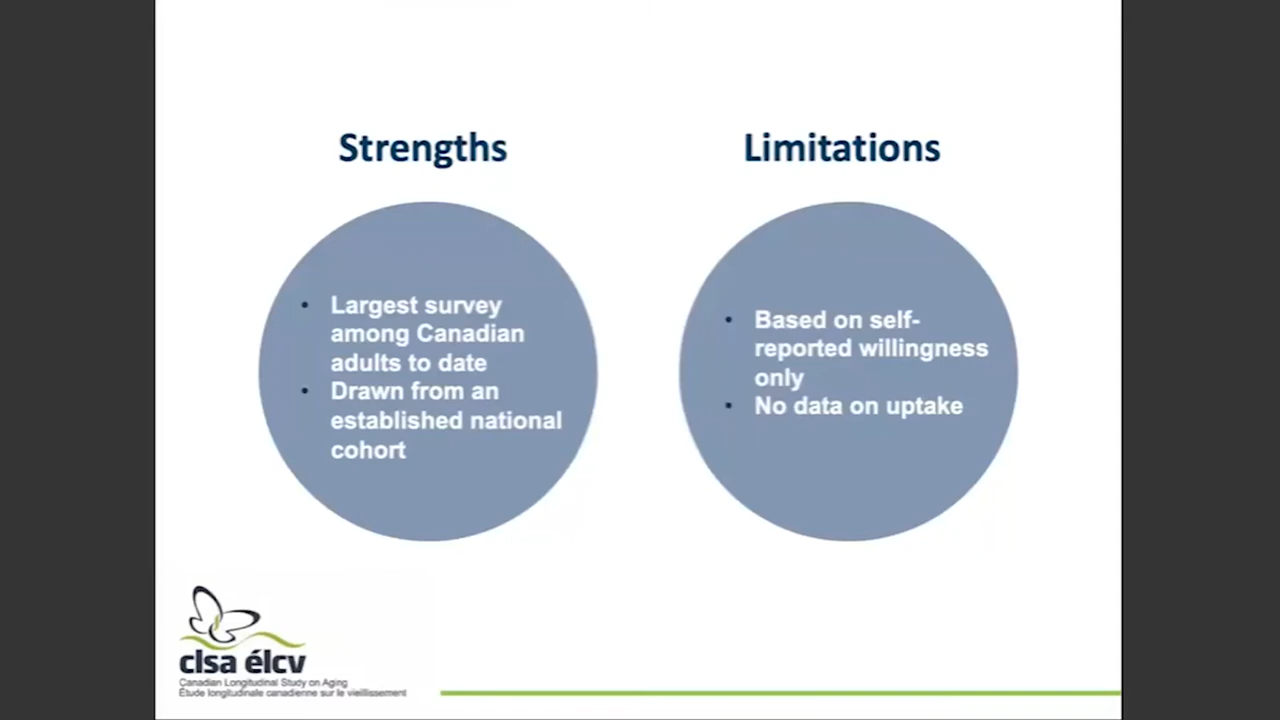 Strengths
Largest survey
among Canadian
adults to date
Drawn from an
established national
cohort
Limitations
Based on self-
reported willingness
only
No data on uptake
clsa élcv
Canadian Longitudinal Study on Aging
Étude longitudinale canadienne sur le vieillissement